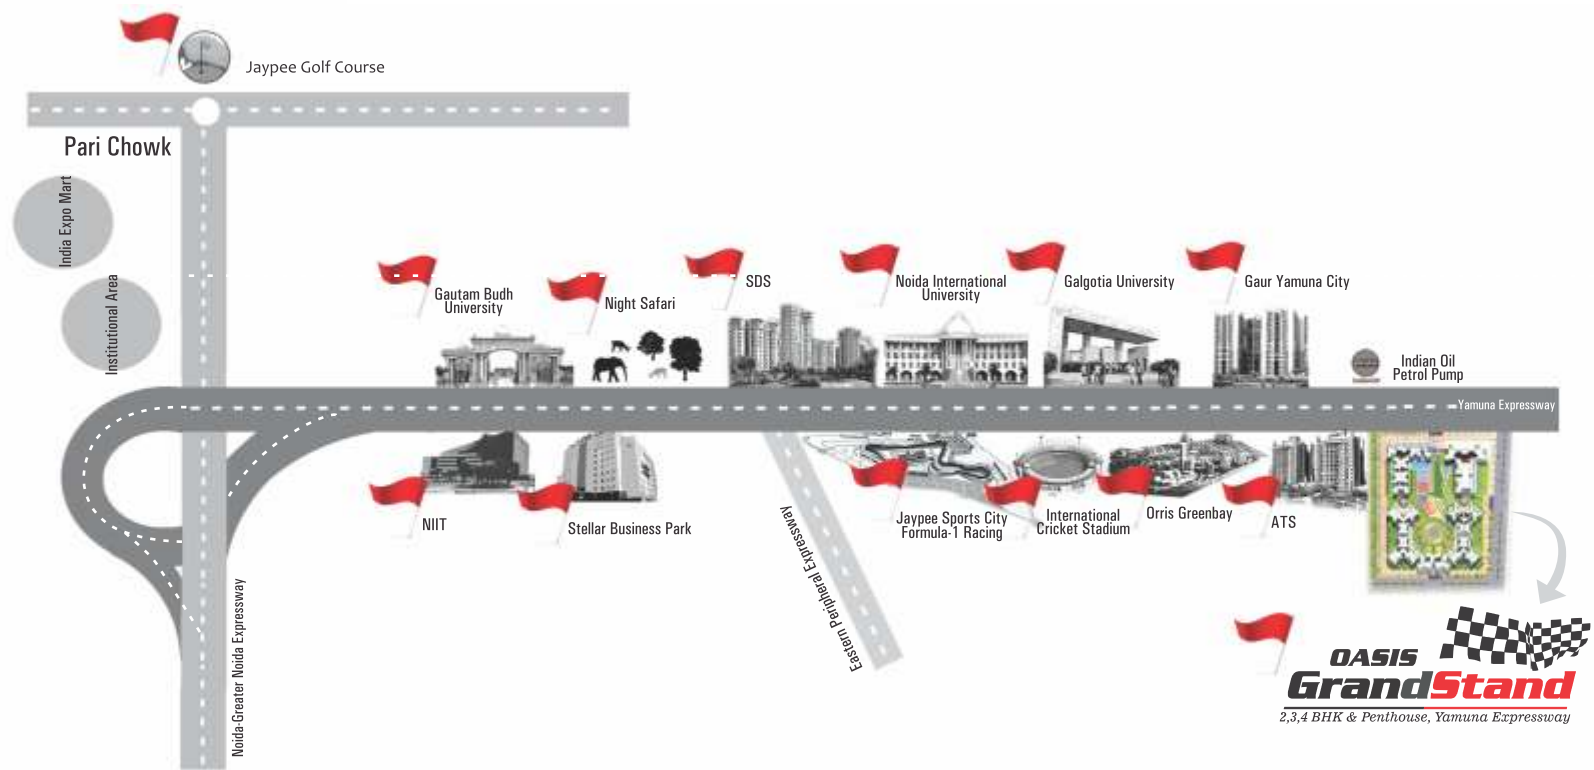 Jaypee Golf Course
Pari Chowk
India Expo Mart
Institutional Area
Gautam Budh
University
Night Safari
SDS
Noida International
University
Galgotia University
Gaur Yamuna City
Indian Oil
Petrol Pump
Yamuna Expressway
NIIT
Stellar Business Park
Eastern Peripheral Expressway
Jaypee Sports City
Formula-1 Racing
International
Cricket Stadium
Orris Greenbay
ATS
Noida-Greater Noida Expressway
OASIS
GrandStand
2,3,4 BHK & Penthouse, Yamuna Expressway